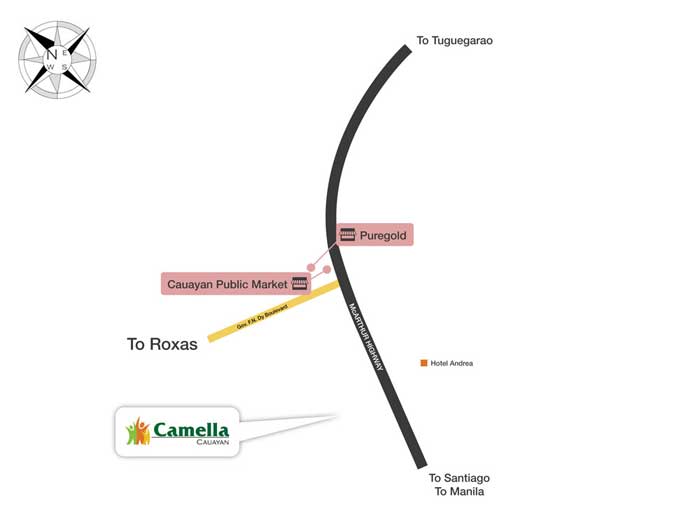 N E
W S
To Tuguegarao
Puregold
Cauayan Public Market
Gov. F.N. Dy Boulevard
To Roxas
McARTHUR HIGHWAY
Hotel Andrea
Camella
CAUAYAN
To Santiago
To Manila